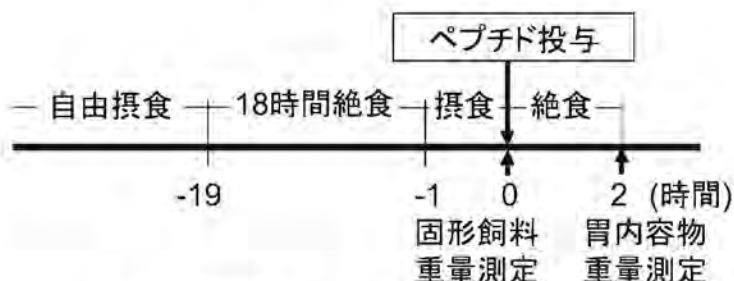 ペプチド投与
自由摂食 18時間絶食 摂食 絶食
-19 -1 0 2 (時間)
固形飼料 胃内容物
重量測定 重量測定